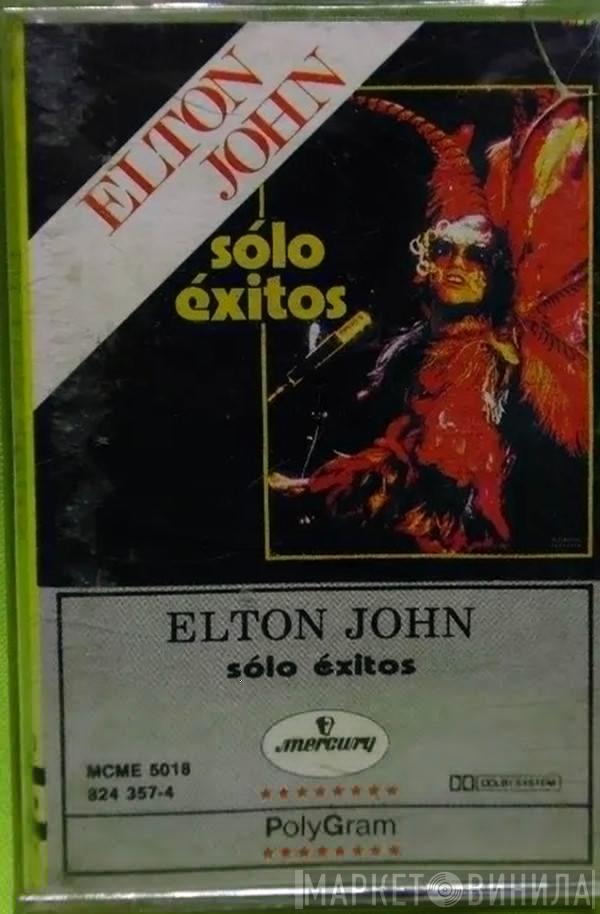 ELTON
JOHN
sólo
éxitos
ELTON JOHN
sólo éxitos
mercury
MCME 5018
824 357-4
DOLBY SYSTEM
PolyGram
МАРКЕТ ВИНИЛА